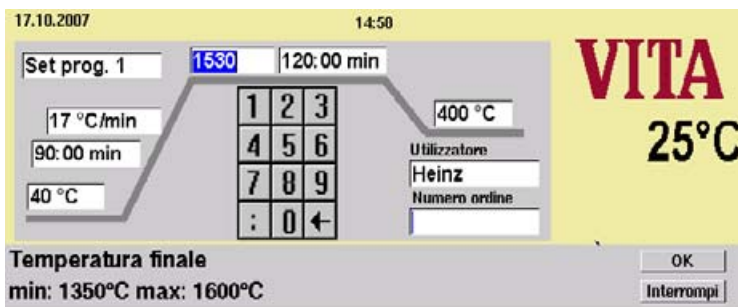 17.10.2007 14:50
VITA
25°C
Set prog. 1
1530
120:00 min
17 °C/min
90:00 min
40 °C
1 2 3
4 5 6
7 8 9
: 0 ←
400 °C
Utilizzatore
Heinz
Numero ordine
Temperatura finale
min: 1350°C max: 1600°C
OK
Interrompi